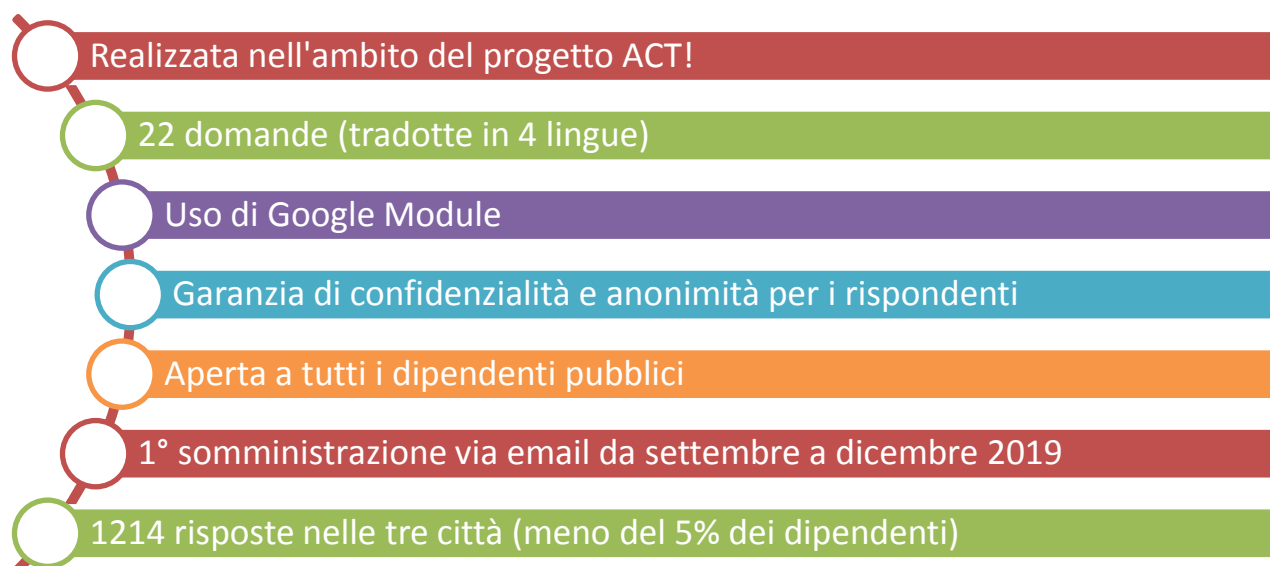 Realizzata nell'ambito del progetto ACT!
22 domande (tradotte in 4 lingue)
Uso di Google Module
Garanzia di confidenzialità e anonimità per i rispondenti
Aperta a tutti i dipendenti pubblici
1° somministrazione via email da settembre a dicembre 2019
1214 risposte nelle tre città (meno del 5% dei dipendenti)